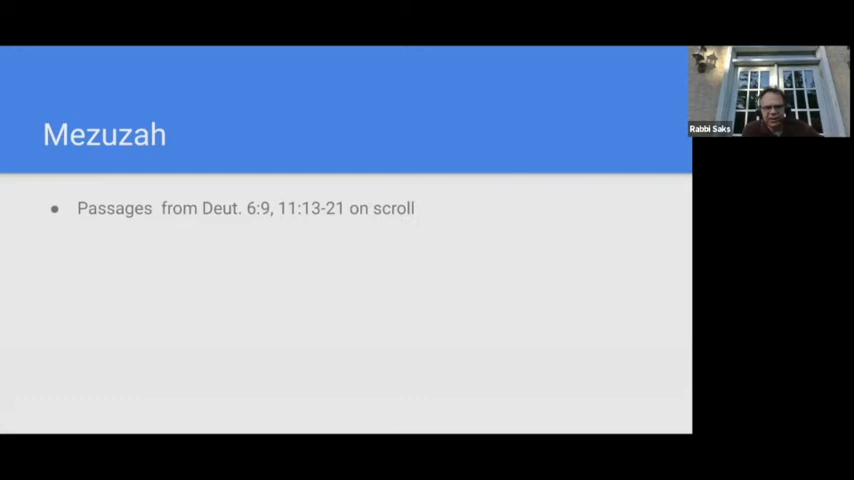 Mezuzah
Rabbi Saks
● Passages from Deut. 6:9, 11:13-21 on scroll